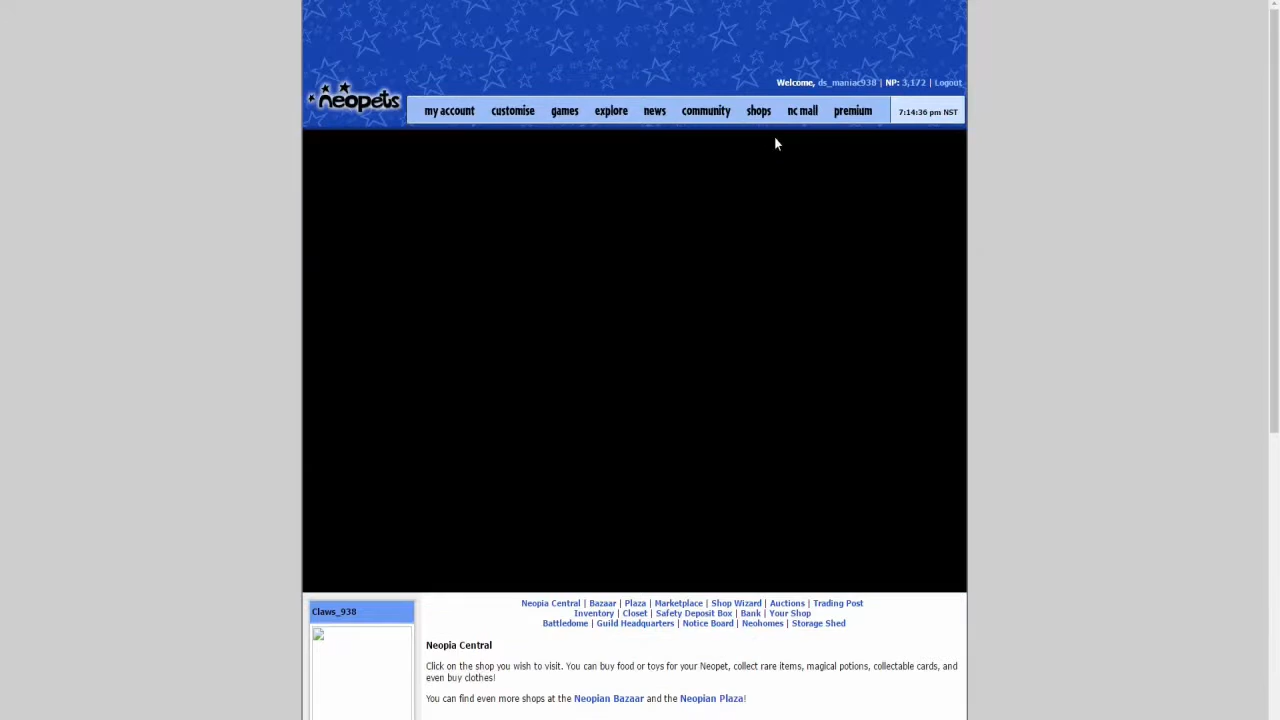 Welcome, ds_maniac938 | NP: 3,172 | Logout
neopets
my account customise games explore news community shops nc mall premium 7:14:36 pm NST
Claws_938
Neopia Central | Bazaar | Plaza | Marketplace | Shop Wizard | Auctions | Trading Post
Inventory | Closet | Safety Deposit Box | Bank | Your Shop
Battledome | Guild Headquarters | Notice Board | Neohomes | Storage Shed
Neopia Central
Click on the shop you wish to visit. You can buy food or toys for your Neopet, collect rare items, magical potions, collectable cards, and
even buy clothes!
You can find even more shops at the Neopian Bazaar and the Neopian Plaza!